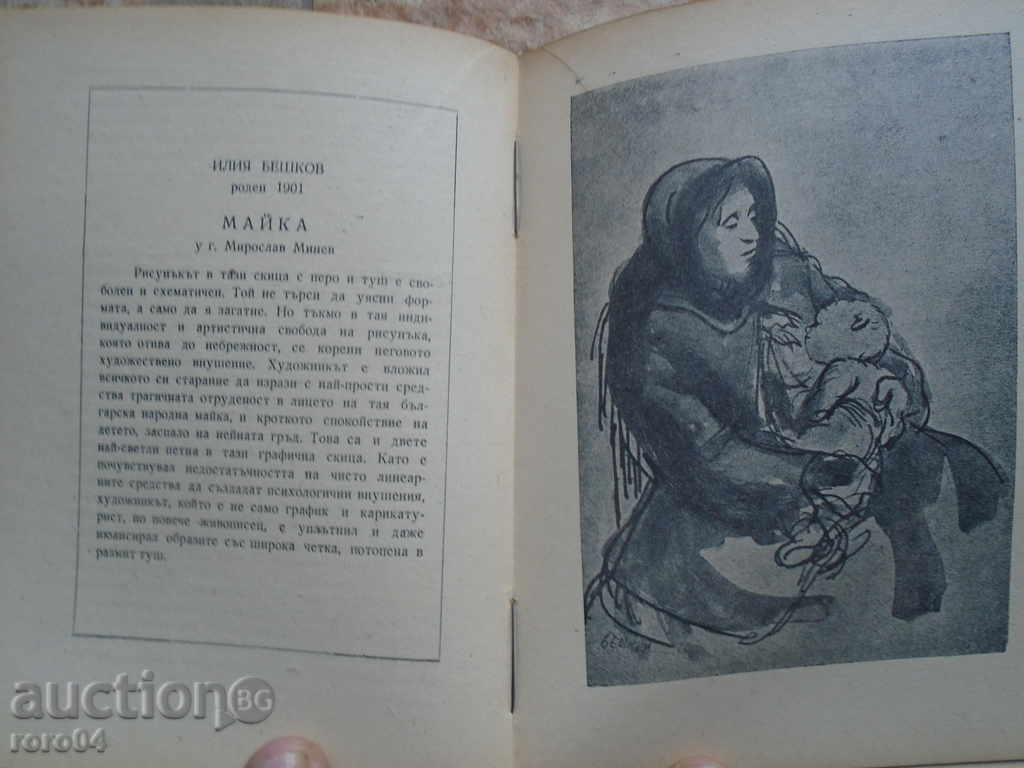 ИЛИЯ БЕШКОВ
роден 1901
МАЙКА
у г. Мирослав Минев
Рисунъкът в тази скица с перо и туш е сво-
боден и схематичен. Той не търси да уясни фор-
мата, а само да я загатне. Но тъкмо в тая инди-
видуалност и артистична свобода на рисунъка,
която отива до небрежност, се корени неговото
художествено внушение. Художникът е вложил
всичкото си старание да изрази с най-прости сред-
ства трагичната отруденост в лицето на тая бъл-
гарска народна майка, и кроткото спокойствие на
детето, заспало на нейната гръд. Това са и двете
най-светли петна в тази графична скица. Като е
почувствувал недостатъчността на чисто линеар-
ните средства да създадат психологични внушения,
художникът, който е не само график и карикату-
рист, но повече живописец, е уплътнил и даже
нюансирал образите със широка четка, потопена в
размит туш.
auction BG
roro04